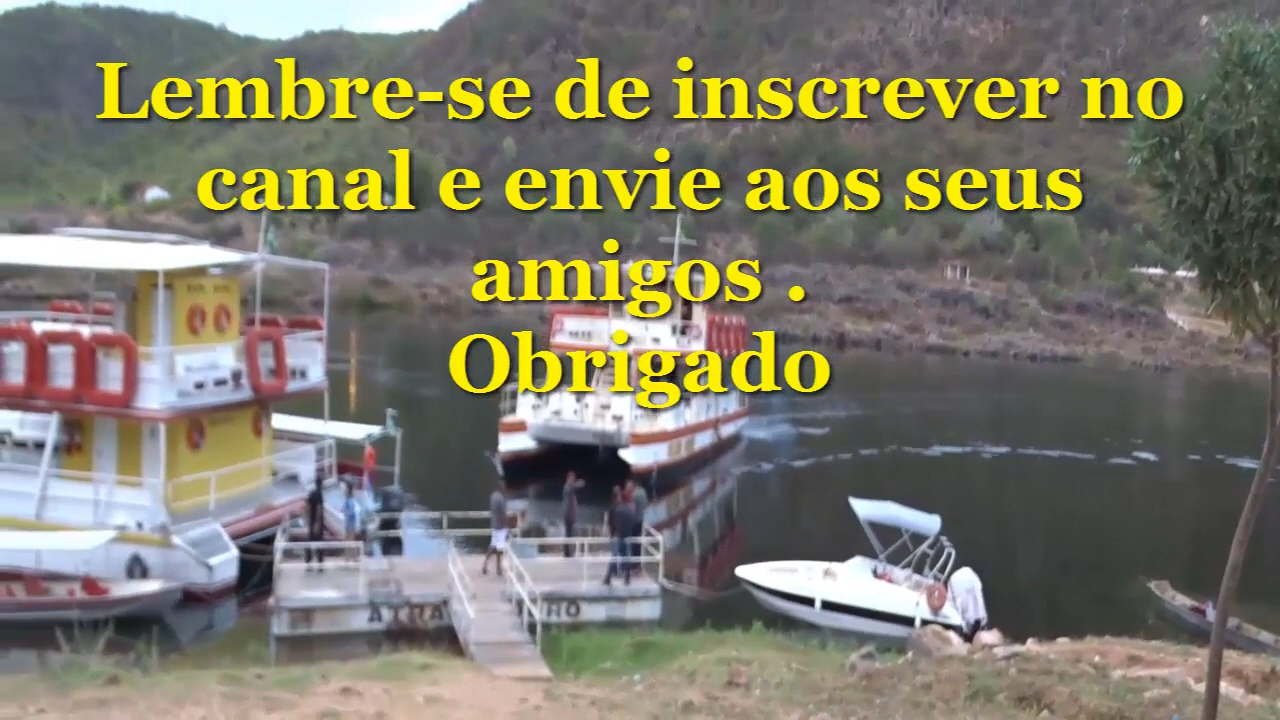 Lembre-se de inscrever no
canal e envie aos seus
amigos .
Obrigado